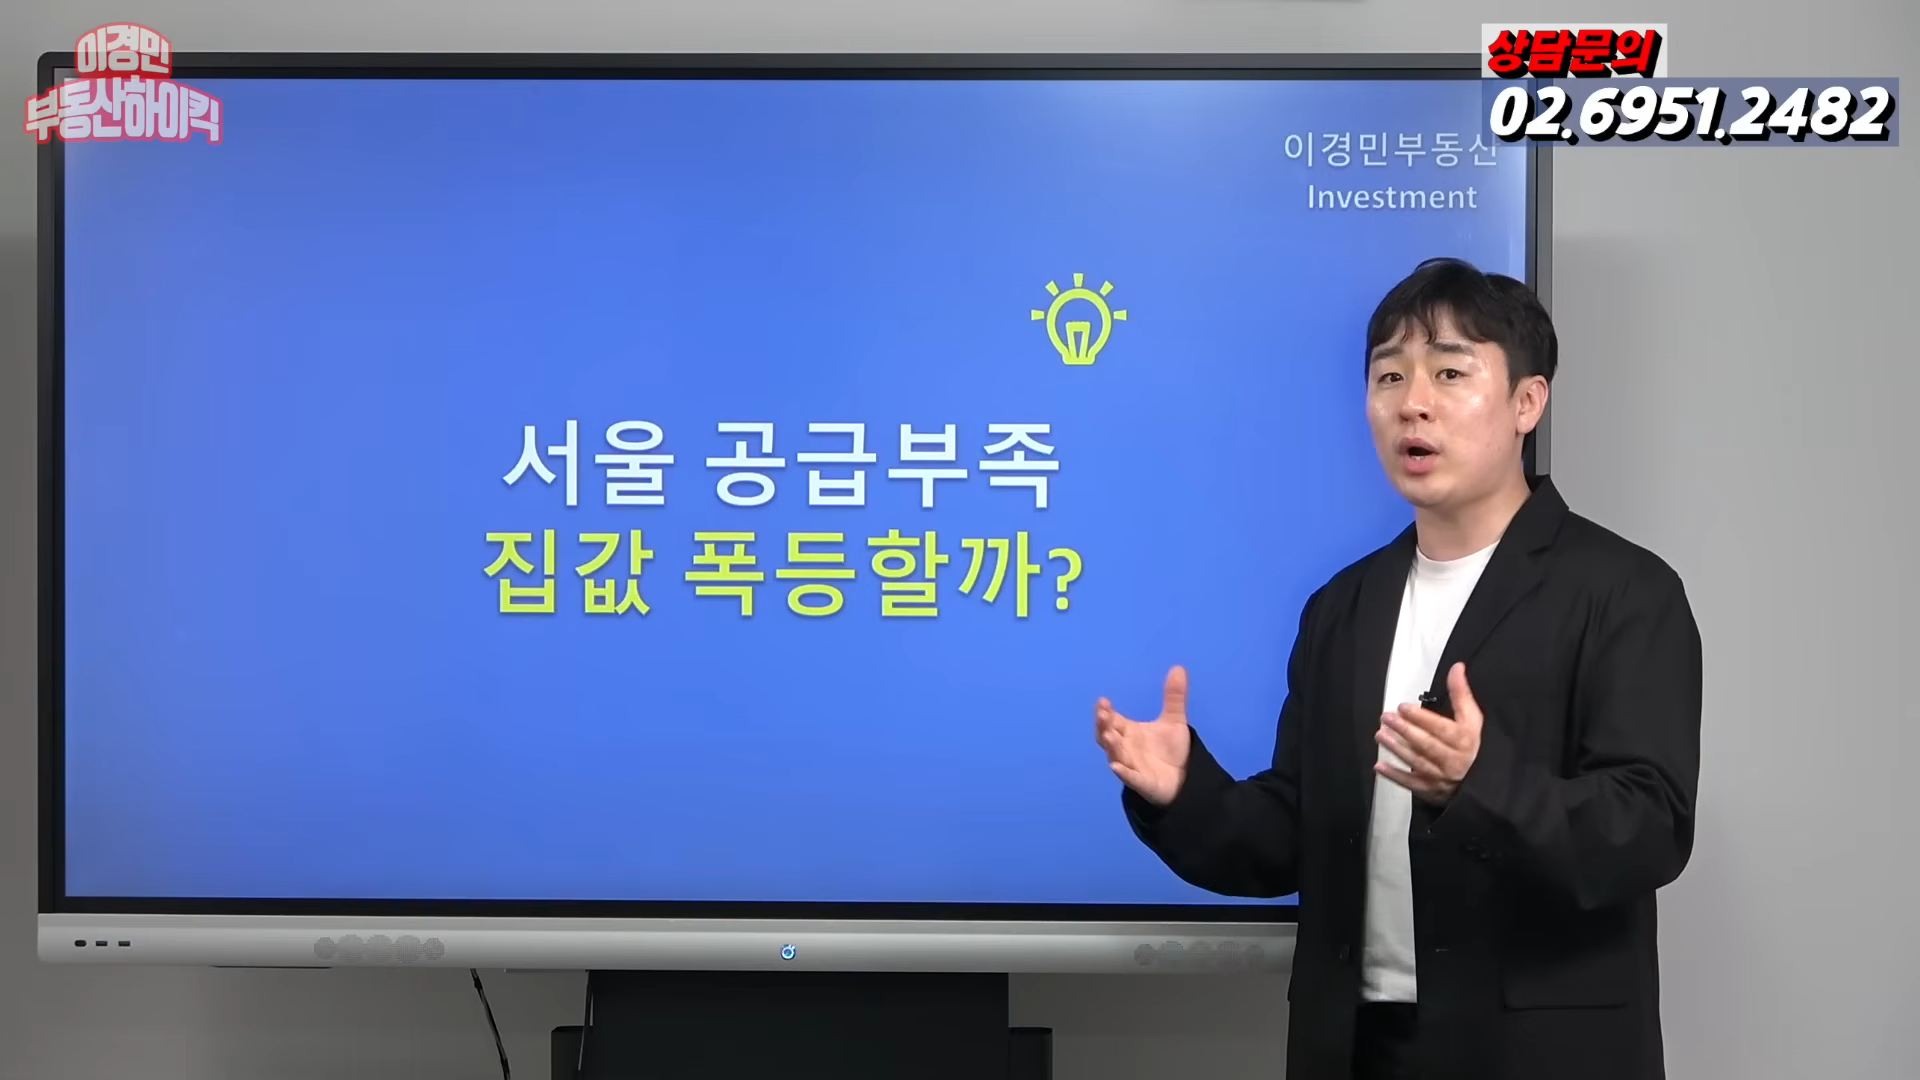 이경민
부동산하이킥
상담문의
02.6951.2482
이경민부동산
Investment
서울 공급부족
집값 폭등할까?